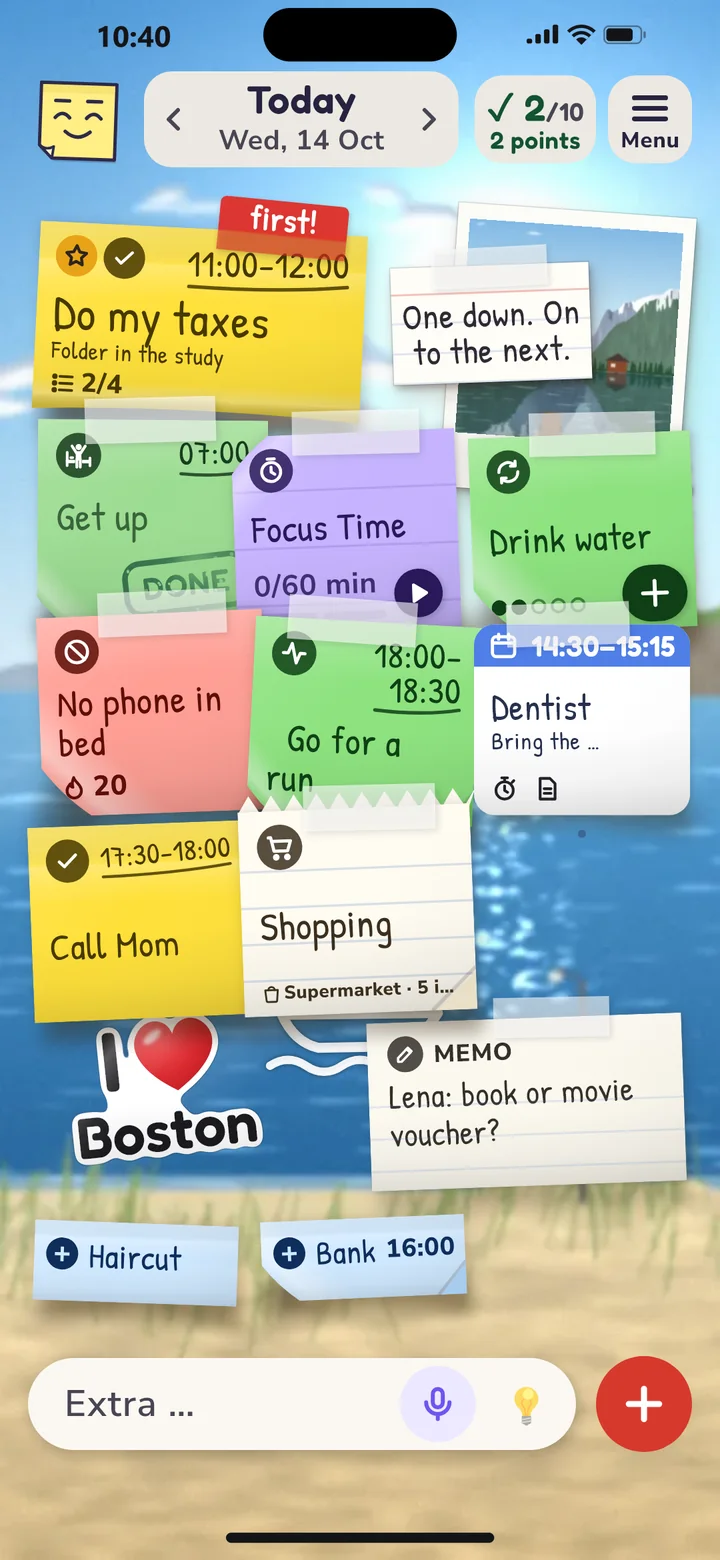 10:40
Today
Wed, 14 Oct
✓ 2/10
2 points
Menu
first!
11:00–12:00
Do my taxes
Folder in the study
2/4
One down. On
to the next.
07:00
Get up
DONE
Focus Time
0/60 min
Drink water
No phone in
bed
20
18:00–
18:30
Go for a
run
14:30–15:15
Dentist
Bring the ...
17:30–18:00
Call Mom
Shopping
Supermarket · 5 i...
I ❤
Boston
MEMO
Lena: book or movie
voucher?
Haircut
Bank 16:00
Extra ...